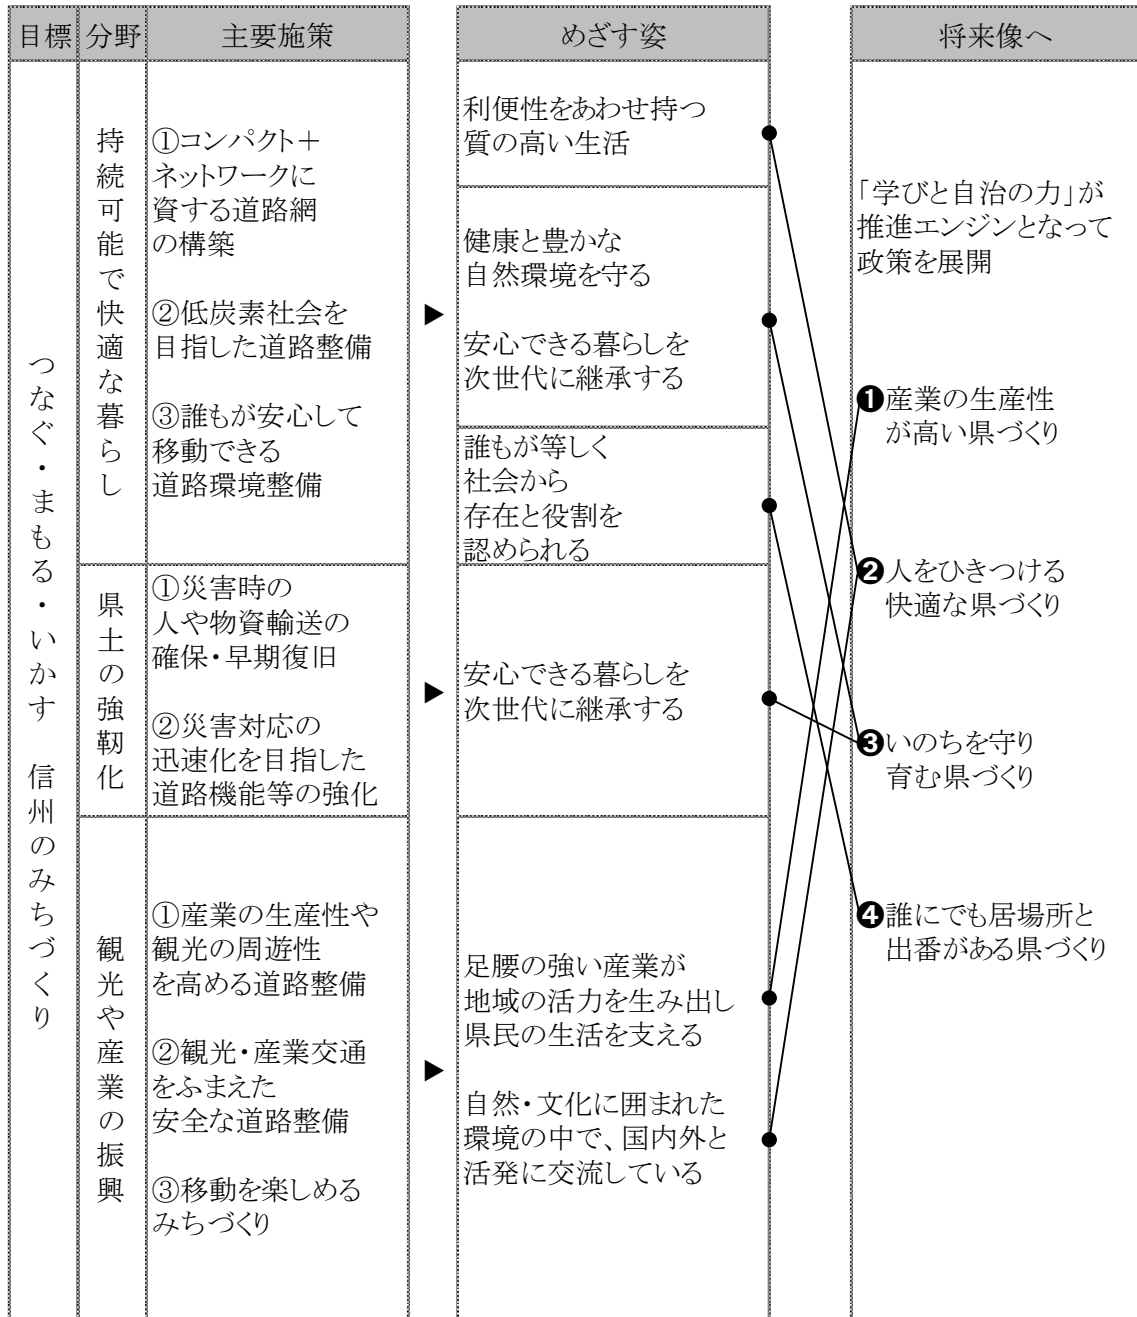 目標
分野
主要施策
めざす姿
将来像へ
つなぐ・まもる・いかす 信州のみちづくり
持続可能で快適な暮らし
①コンパクト＋
ネットワークに
資する道路網
の構築
②低炭素社会を
目指した道路整備
③誰もが安心して
移動できる
道路環境整備
▶
利便性をあわせ持つ
質の高い生活
健康と豊かな
自然環境を守る
安心できる暮らしを
次世代に継承する
誰もが等しく
社会から
存在と役割を
認められる
県土の強靭化
①災害時の
人や物資輸送の
確保・早期復旧
②災害対応の
迅速化を目指した
道路機能等の強化
▶
安心できる暮らしを
次世代に継承する
観光や産業の振興
①産業の生産性や
観光の周遊性
を高める道路整備
②観光・産業交通
をふまえた
安全な道路整備
③移動を楽しめる
みちづくり
▶
足腰の強い産業が
地域の活力を生み出し
県民の生活を支える
自然・文化に囲まれた
環境の中で、国内外と
活発に交流している
「学びと自治の力」が
推進エンジンとなって
政策を展開
❶産業の生産性
が高い県づくり
❷人をひきつける
快適な県づくり
❸いのちを守り
育む県づくり
❹誰にでも居場所と
出番がある県づくり